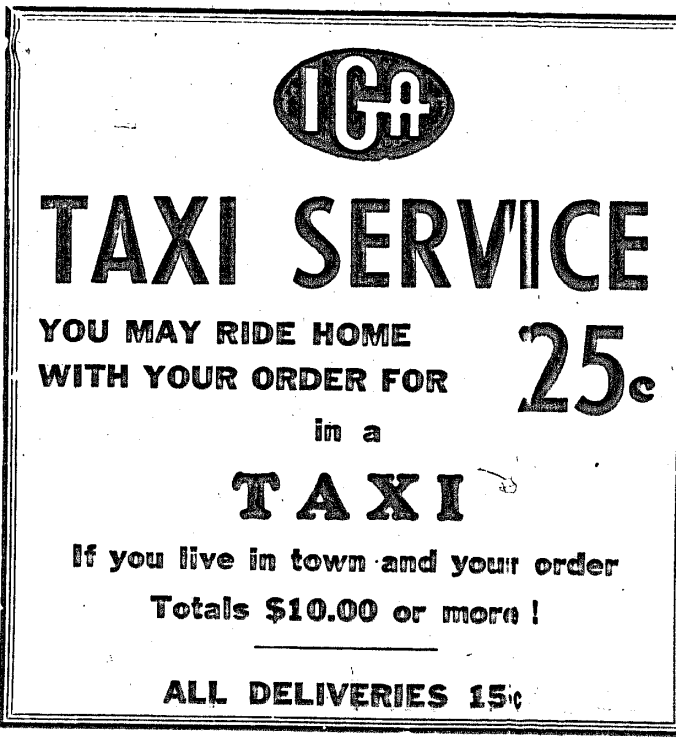 IGA
TAXI SERVICE
YOU MAY RIDE HOME
WITH YOUR ORDER FOR 25c
in a
TAXI
If you live in town and your order
Totals $10.00 or more !
ALL DELIVERIES 15c